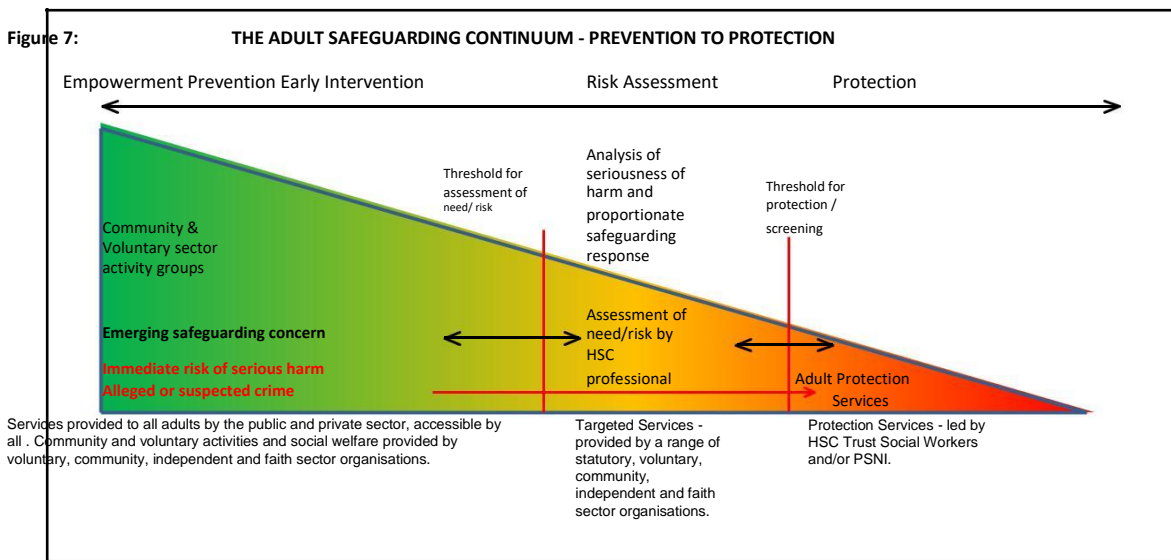 Figure 7: THE ADULT SAFEGUARDING CONTINUUM - PREVENTION TO PROTECTION
Empowerment Prevention Early Intervention Risk Assessment Protection
Threshold for
assessment of
need/ risk
Analysis of
seriousness of
harm and
proportionate
safeguarding
response
Threshold for
protection /
screening
Community &
Voluntary sector
activity groups
Emerging safeguarding concern
Immediate risk of serious harm
Alleged or suspected crime
Assessment of
need/risk by
HSC
professional
Adult Protection
Services
Services provided to all adults by the public and private sector, accessible by
all . Community and voluntary activities and social welfare provided by
voluntary, community, independent and faith sector organisations.
Targeted Services -
provided by a range of
statutory, voluntary,
community,
independent and faith
sector organisations.
Protection Services - led by
HSC Trust Social Workers
and/or PSNI.